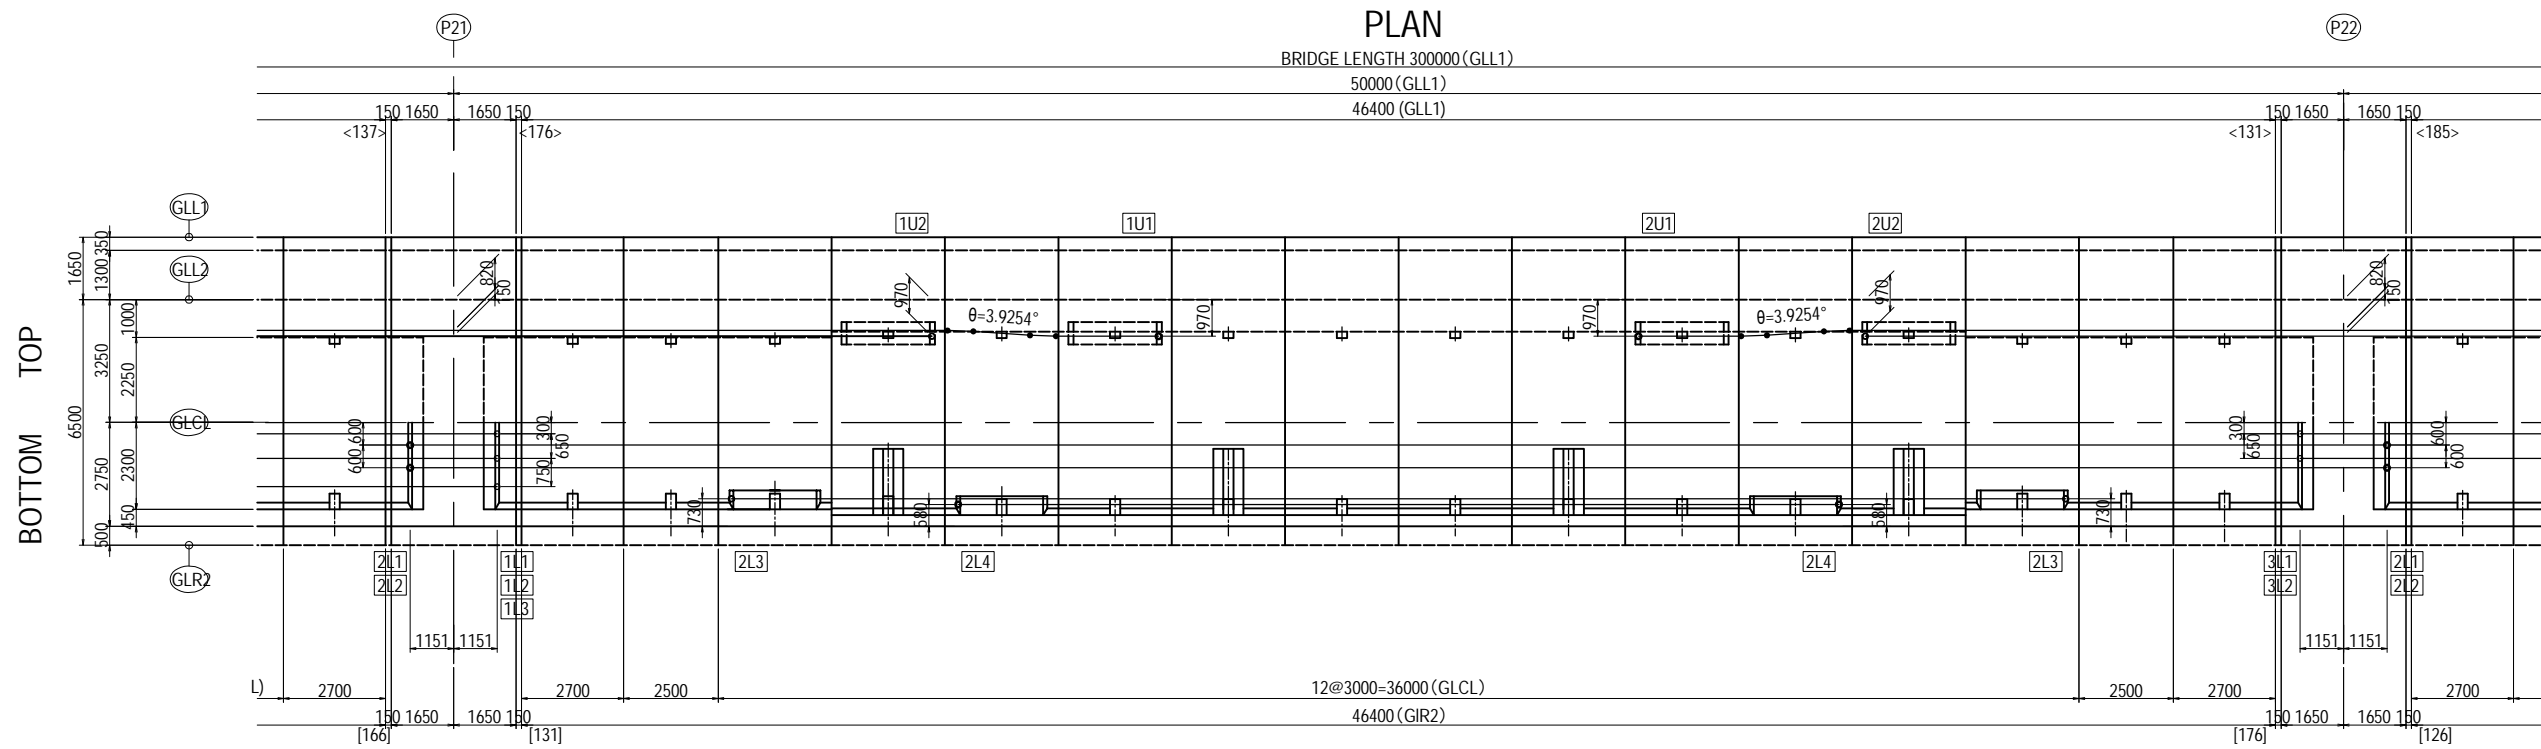 PLAN
P21
P22
BRIDGE LENGTH 300000(GLL1)
50000(GLL1)
150 1650 1650 150
46400 (GLL1)
150 1650 1650 150
<137>
<176>
<131>
<185>
GLL1
GLL2
GLCL
GLR2
TOP
BOTTOM
1650
6500
350
1300
3250
2750
500
1000
2250
2300
450
820
970
θ=3.9254°
970
970
θ=3.9254°
970
820
1U2
1U1
2U1
2U2
600
600
300
650
750
730
580
580
730
300
650
600
600
2L1
2L2
1L1
1L2
1L3
2L3
2L4
2L4
2L3
3L1
3L2
2L1
2L2
1151 1151
1151 1151
L)
2700
2700
2500
12@3000=36000(GLCL)
2500
2700
2700
150 1650 1650 150
46400(GIR2)
150 1650 1650 150
[166]
[131]
[176]
[126]